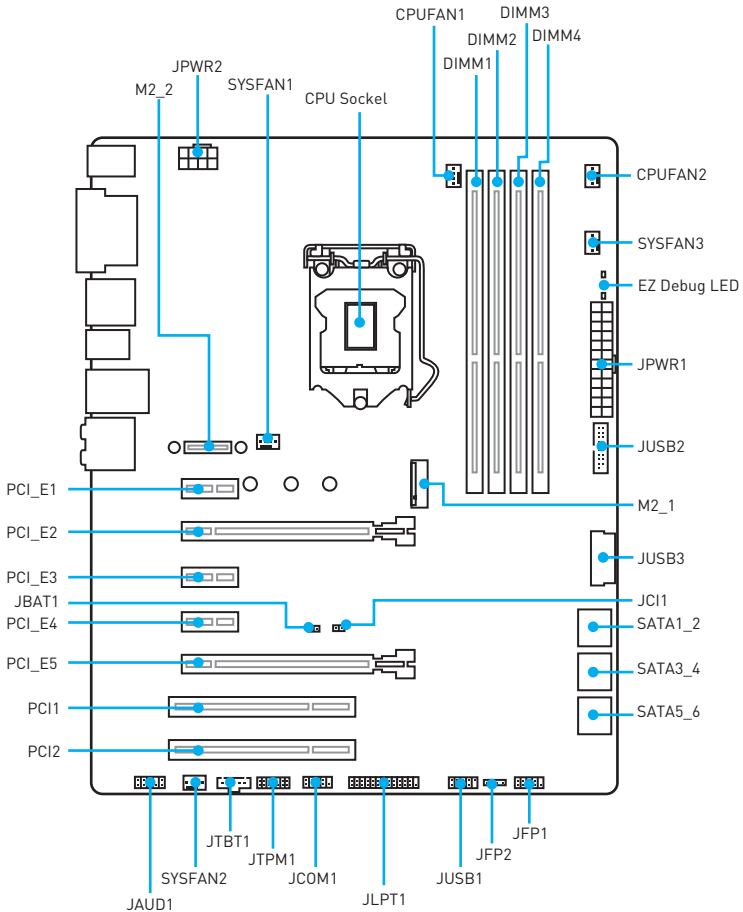 CPUFAN1
DIMM3
DIMM2
DIMM4
DIMM1
JPWR2
SYSFAN1
M2_2
CPU Sockel
CPUFAN2
SYSFAN3
EZ Debug LED
JPWR1
JUSB2
PCI_E1
M2_1
PCI_E2
JUSB3
PCI_E3
JBAT1
JCI1
PCI_E4
SATA1_2
PCI_E5
SATA3_4
PCI1
SATA5_6
PCI2
JTBT1
JFP1
JFP2
JTPM1
SYSFAN2
JCOM1
JUSB1
JLPT1
JAUD1